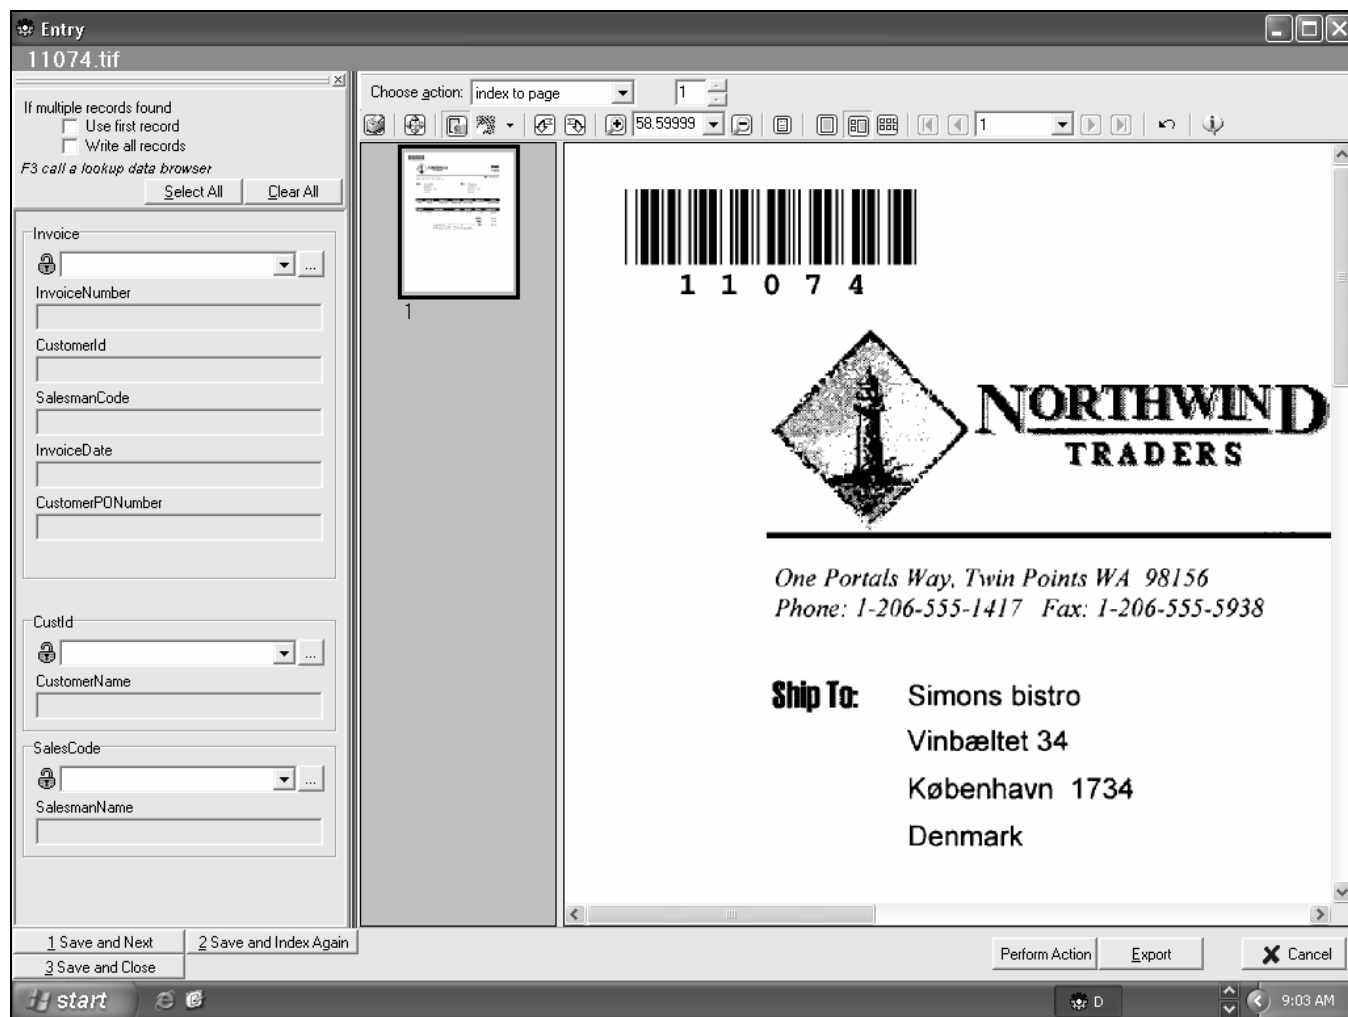 Entry
11074.tif
If multiple records found
Use first record
Write all records
F3 call a lookup data browser
Select All
Clear All
Invoice
...
InvoiceNumber
CustomerId
SalesmanCode
InvoiceDate
CustomerPONumber
CustId
...
CustomerName
SalesCode
...
SalesmanName
1 Save and Next
2 Save and Index Again
3 Save and Close
Choose action: index to page 1
58.59999
1
1
11074
NORTHWIND
TRADERS
One Portals Way, Twin Points WA 98156
Phone: 1-206-555-1417 Fax: 1-206-555-5938
Ship To: Simons bistro
Vinbæltet 34
København 1734
Denmark
Perform Action
Export
Cancel
start
D
9:03 AM